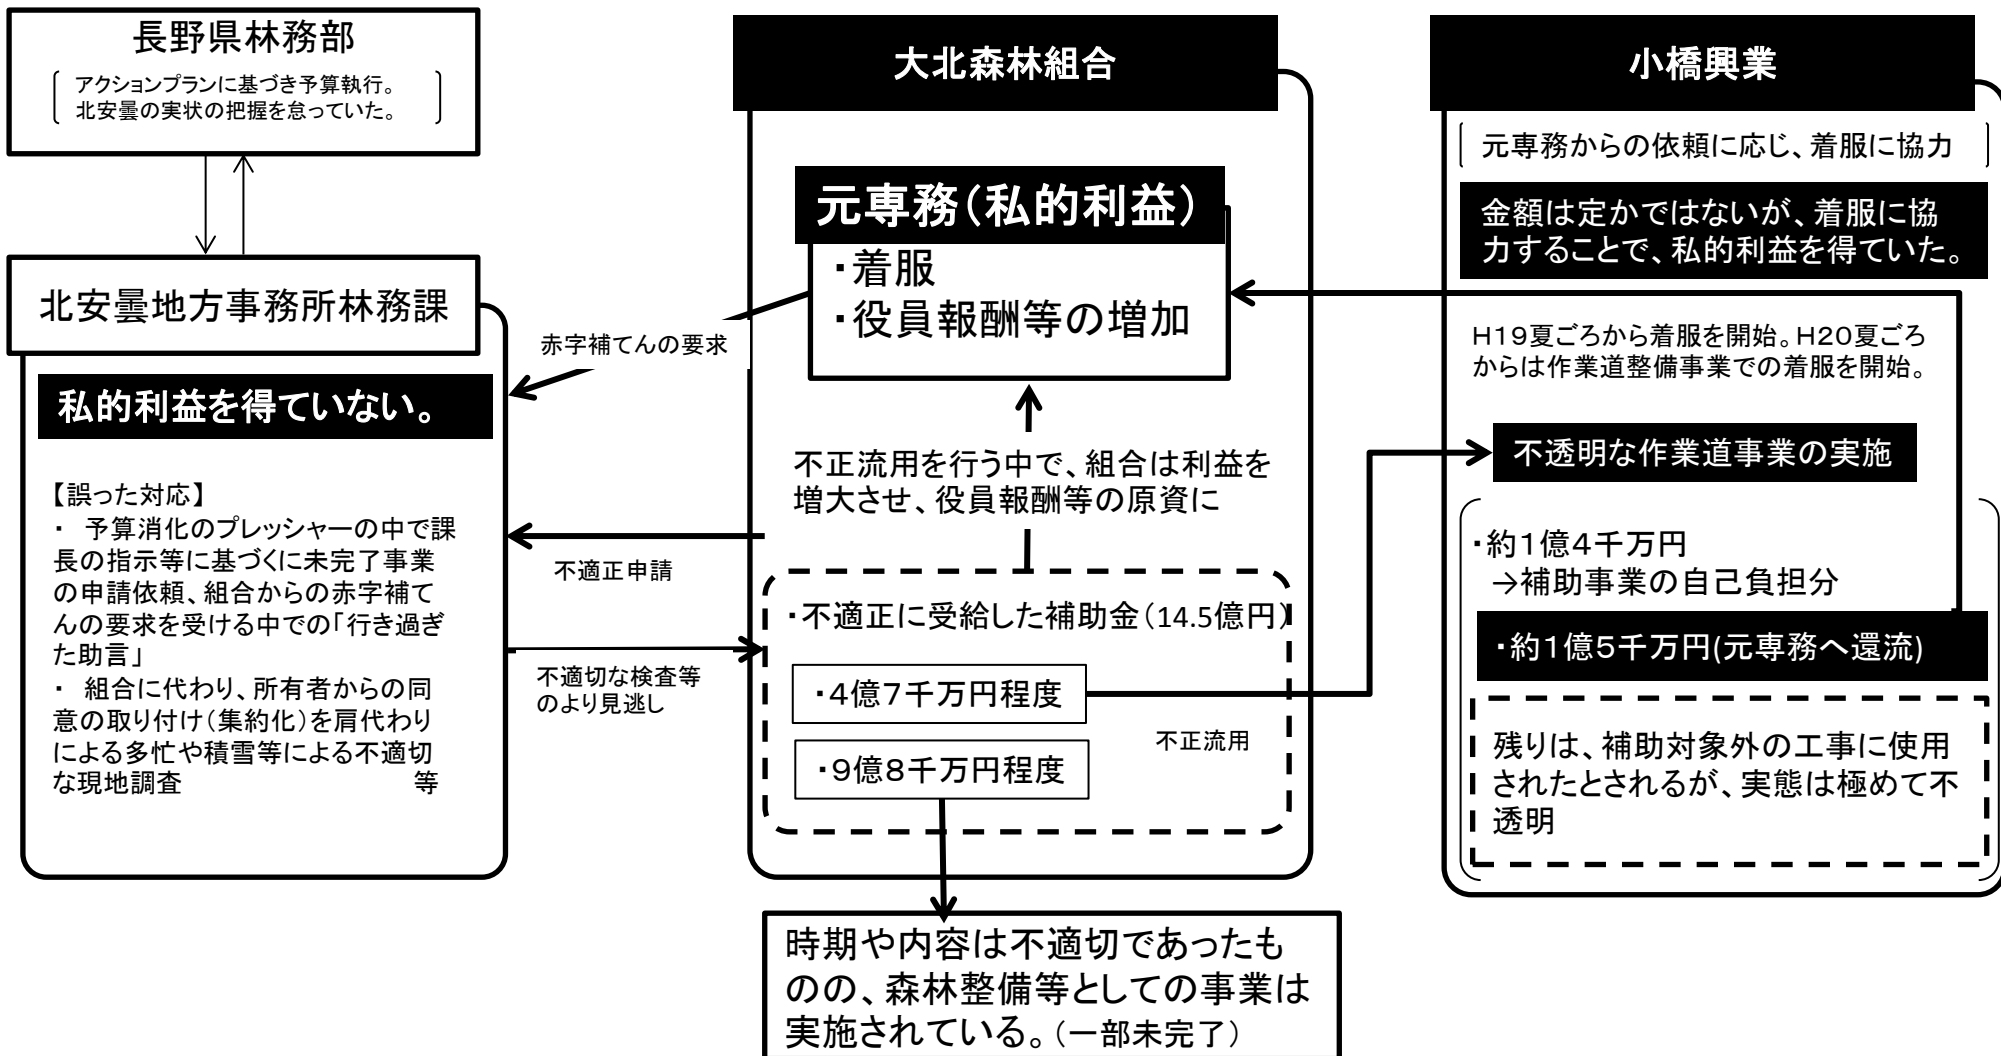 長野県林務部
アクションプランに基づき予算執行。
北安曇の実状の把握を怠っていた。
北安曇地方事務所林務課
私的利益を得ていない。
【誤った対応】
・ 予算消化のプレッシャーの中で課
長の指示等に基づくに未完了事業
の申請依頼、組合からの赤字補て
んの要求を受ける中での「行き過ぎ
た助言」
・ 組合に代わり、所有者からの同
意の取り付け(集約化)を肩代わり
による多忙や積雪等による不適切
な現地調査 等
赤字補てんの要求
不適正申請
不適切な検査等
のより見逃し
大北森林組合
元専務(私的利益)
・着服
・役員報酬等の増加
不正流用を行う中で、組合は利益を
増大させ、役員報酬等の原資に
・不適正に受給した補助金(14.5億円)
・4億7千万円程度
・9億8千万円程度
不正流用
時期や内容は不適切であったも
のの、森林整備等としての事業は
実施されている。(一部未完了)
小橋興業
元専務からの依頼に応じ、着服に協力
金額は定かではないが、着服に協
力することで、私的利益を得ていた。
H19夏ごろから着服を開始。H20夏ごろ
からは作業道整備事業での着服を開始。
不透明な作業道事業の実施
・約1億4千万円
→補助事業の自己負担分
・約1億5千万円(元専務へ還流)
残りは、補助対象外の工事に使用
されたとされるが、実態は極めて不
透明